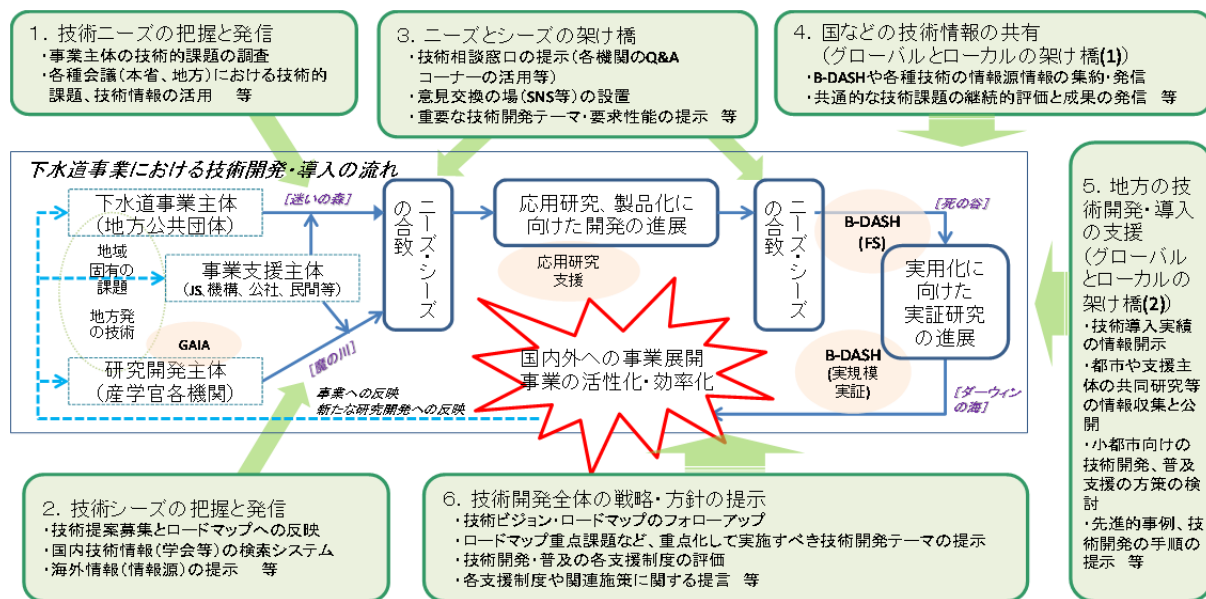 1. 技術ニーズの把握と発信
・事業主体の技術的課題の調査
・各種会議(本省、地方)における技術的
課題、技術情報の活用 等
3. ニーズとシーズの架け橋
・技術相談窓口の提示(各機関のQ&A
コーナーの活用等)
・意見交換の場(SNS等)の設置
・重要な技術開発テーマ・要求性能の提示 等
4. 国などの技術情報の共有
(グローバルとローカルの架け橋(1))
・B-DASHや各種技術の情報源情報の集約・発信
・共通的な技術課題の継続的評価と成果の発信 等
下水道事業における技術開発・導入の流れ
下水道事業主体
(地方公共団体)
[迷いの森]
地域
固有の
課題
地方発
の技術
事業支援主体
(JS、機構、公社、民間等)
GAIA
研究開発主体
(産学官各機関)
[魔の川]
ニーズ・シーズ
の合致
応用研究、製品化に
向けた開発の進展
応用研究
支援
ニーズ・シーズ
の合致
B-DASH
(FS)
[死の谷]
実用化に
向けた
実証研究
の進展
B-DASH
(実規模
実証)
[ダーウィン
の海]
国内外への事業展開
事業の活性化・効率化
事業への反映
新たな研究開発への反映
5. 地方の技
術開発・導入
の支援
(グローバル
とローカルの
架け橋(2))
・技術導入実績
の情報開示
・都市や支援主
体の共同研究等
の情報収集と公
開
・小都市向けの
技術開発、普及
支援の方策の検
討
・先進的事例、技
術開発の手順の
提示 等
2. 技術シーズの把握と発信
・技術提案募集とロードマップへの反映
・国内技術情報(学会等)の検索システム
・海外情報(情報源)の提示 等
6. 技術開発全体の戦略・方針の提示
・技術ビジョン・ロードマップのフォローアップ
・ロードマップ重点課題など、重点化して実施すべき技術開発テーマの提示
・技術開発・普及の各支援制度の評価
・各支援制度や関連施策に関する提言 等